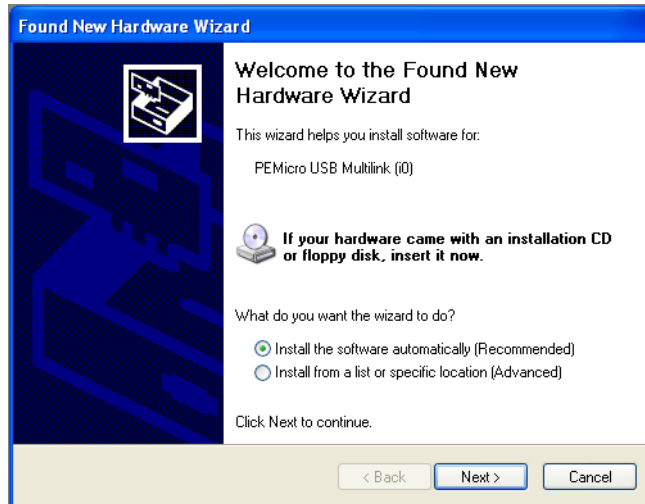 Found New Hardware Wizard
Welcome to the Found New
Hardware Wizard
This wizard helps you install software for:
PEMicro USB Multilink (i0)
If your hardware came with an installation CD
or floppy disk, insert it now.
What do you want the wizard to do?
Install the software automatically (Recommended)
Install from a list or specific location (Advanced)
Click Next to continue.
< Back Next > Cancel